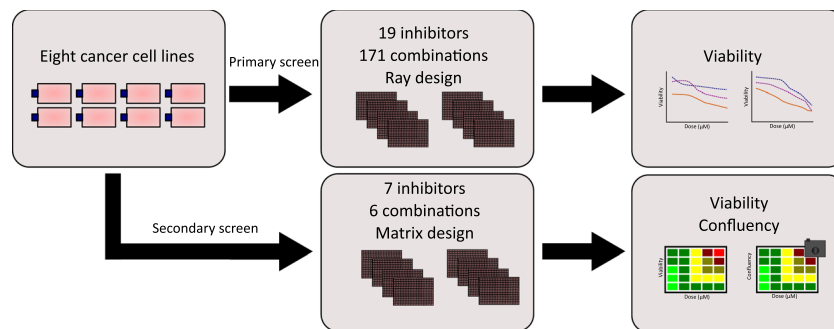 Eight cancer cell lines
Primary screen
19 inhibitors
171 combinations
Ray design
Viability
Viability
Dose (µM)
Viability
Dose (µM)
Secondary screen
7 inhibitors
6 combinations
Matrix design
Viability
Confluency
Viability
Dose (µM)
Confluency
Dose (µM)